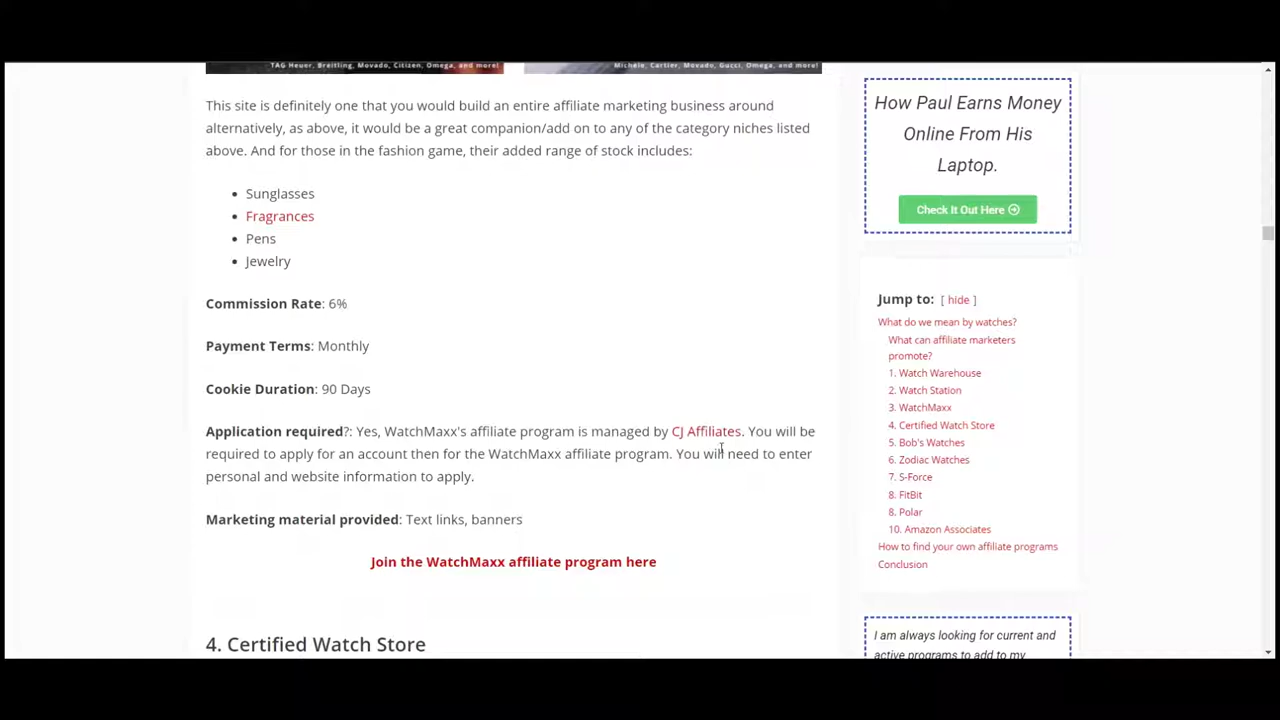 TAG Heuer, Breitling, Movado, Citizen, Omega, and more!
Michele, Cartier, Movado, Gucci, Omega, and more!
This site is definitely one that you would build an entire affiliate marketing business around
alternatively, as above, it would be a great companion/add on to any of the category niches listed
above. And for those in the fashion game, their added range of stock includes:
Sunglasses
Fragrances
Pens
Jewelry
Commission Rate: 6%
Payment Terms: Monthly
Cookie Duration: 90 Days
Application required?: Yes, WatchMaxx's affiliate program is managed by CJ Affiliates. You will be
required to apply for an account then for the WatchMaxx affiliate program. You will need to enter
personal and website information to apply.
Marketing material provided: Text links, banners
Join the WatchMaxx affiliate program here
4. Certified Watch Store
How Paul Earns Money
Online From His
Laptop.
Check It Out Here
Jump to: [ hide ]
What do we mean by watches?
What can affiliate marketers
promote?
1. Watch Warehouse
2. Watch Station
3. WatchMaxx
4. Certified Watch Store
5. Bob's Watches
6. Zodiac Watches
7. S-Force
8. FitBit
8. Polar
10. Amazon Associates
How to find your own affiliate programs
Conclusion
I am always looking for current and
active programs to add to my